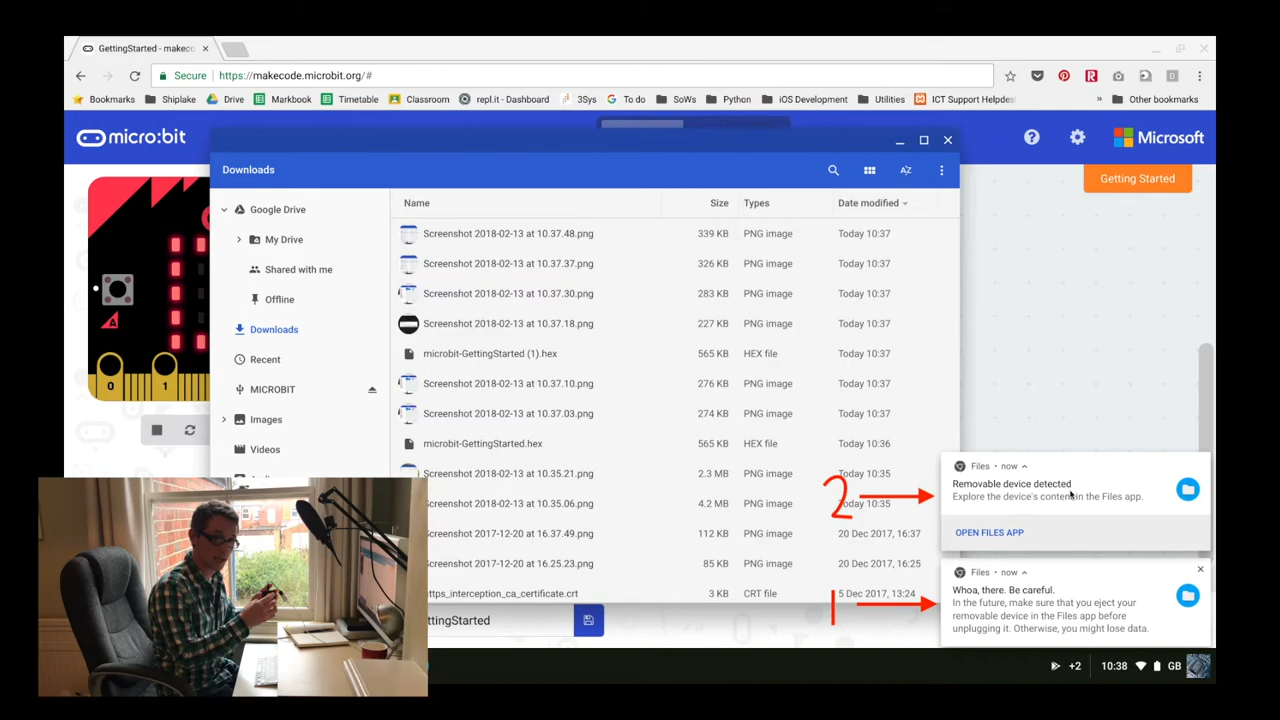 GettingStarted - makeco
Secure
https://makecode.microbit.org/#
Bookmarks
Shiplake
Drive
Markbook
Timetable
Classroom
repl.it - Dashboard
3Sys
To do
SoWs
Python
iOS Development
Utilities
ICT Support Helpdes
»
Other bookmarks
micro:bit
Microsoft
Getting Started
Downloads
Google Drive
My Drive
Shared with me
Offline
Downloads
Recent
MICROBIT
Images
Videos
A
0
1
Name Size Types Date modified
Screenshot 2018-02-13 at 10.37.48.png 339 KB PNG image Today 10:37
Screenshot 2018-02-13 at 10.37.37.png 326 KB PNG image Today 10:37
Screenshot 2018-02-13 at 10.37.30.png 283 KB PNG image Today 10:37
Screenshot 2018-02-13 at 10.37.18.png 227 KB PNG image Today 10:37
microbit-GettingStarted (1).hex 565 KB HEX file Today 10:37
Screenshot 2018-02-13 at 10.37.10.png 276 KB PNG image Today 10:37
Screenshot 2018-02-13 at 10.37.03.png 274 KB PNG image Today 10:37
microbit-GettingStarted.hex 565 KB HEX file Today 10:36
Screenshot 2018-02-13 at 10.35.21.png 2.3 MB PNG image Today 10:35
Screenshot 2018-02-13 at 10.35.06.png 4.2 MB PNG image Today 10:35
Screenshot 2017-12-20 at 16.37.49.png 112 KB PNG image 20 Dec 2017, 16:37
Screenshot 2017-12-20 at 16.25.23.png 85 KB PNG image 20 Dec 2017, 16:25
ttps_interception_ca_certificate.crt 3 KB CRT file 5 Dec 2017, 13:24
ettingStarted
2
1
Files • now
Removable device detected
Explore the device's content in the Files app.
OPEN FILES APP
Files • now
Whoa, there. Be careful.
In the future, make sure that you eject your
removable device in the Files app before
unplugging it. Otherwise, you might lose data.
+2
10:38
GB